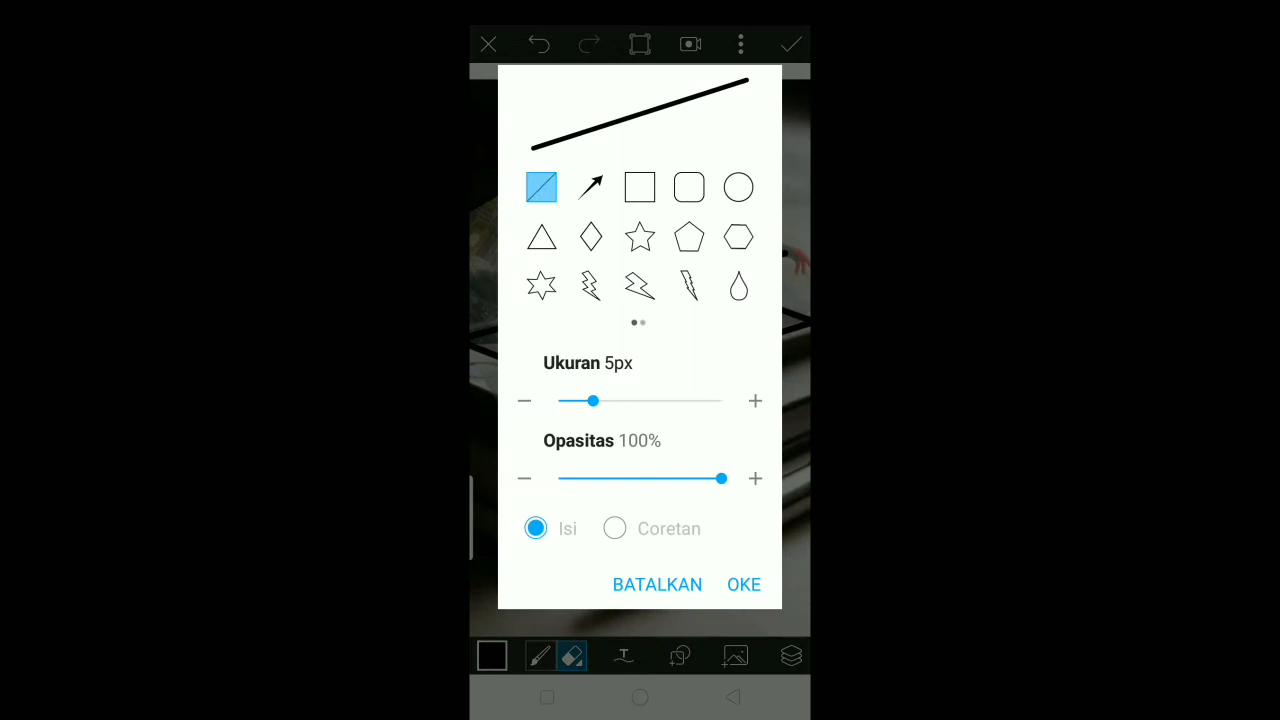 Ukuran 5px
Opasitas 100%
Isi Coretan
BATALKAN OKE
T